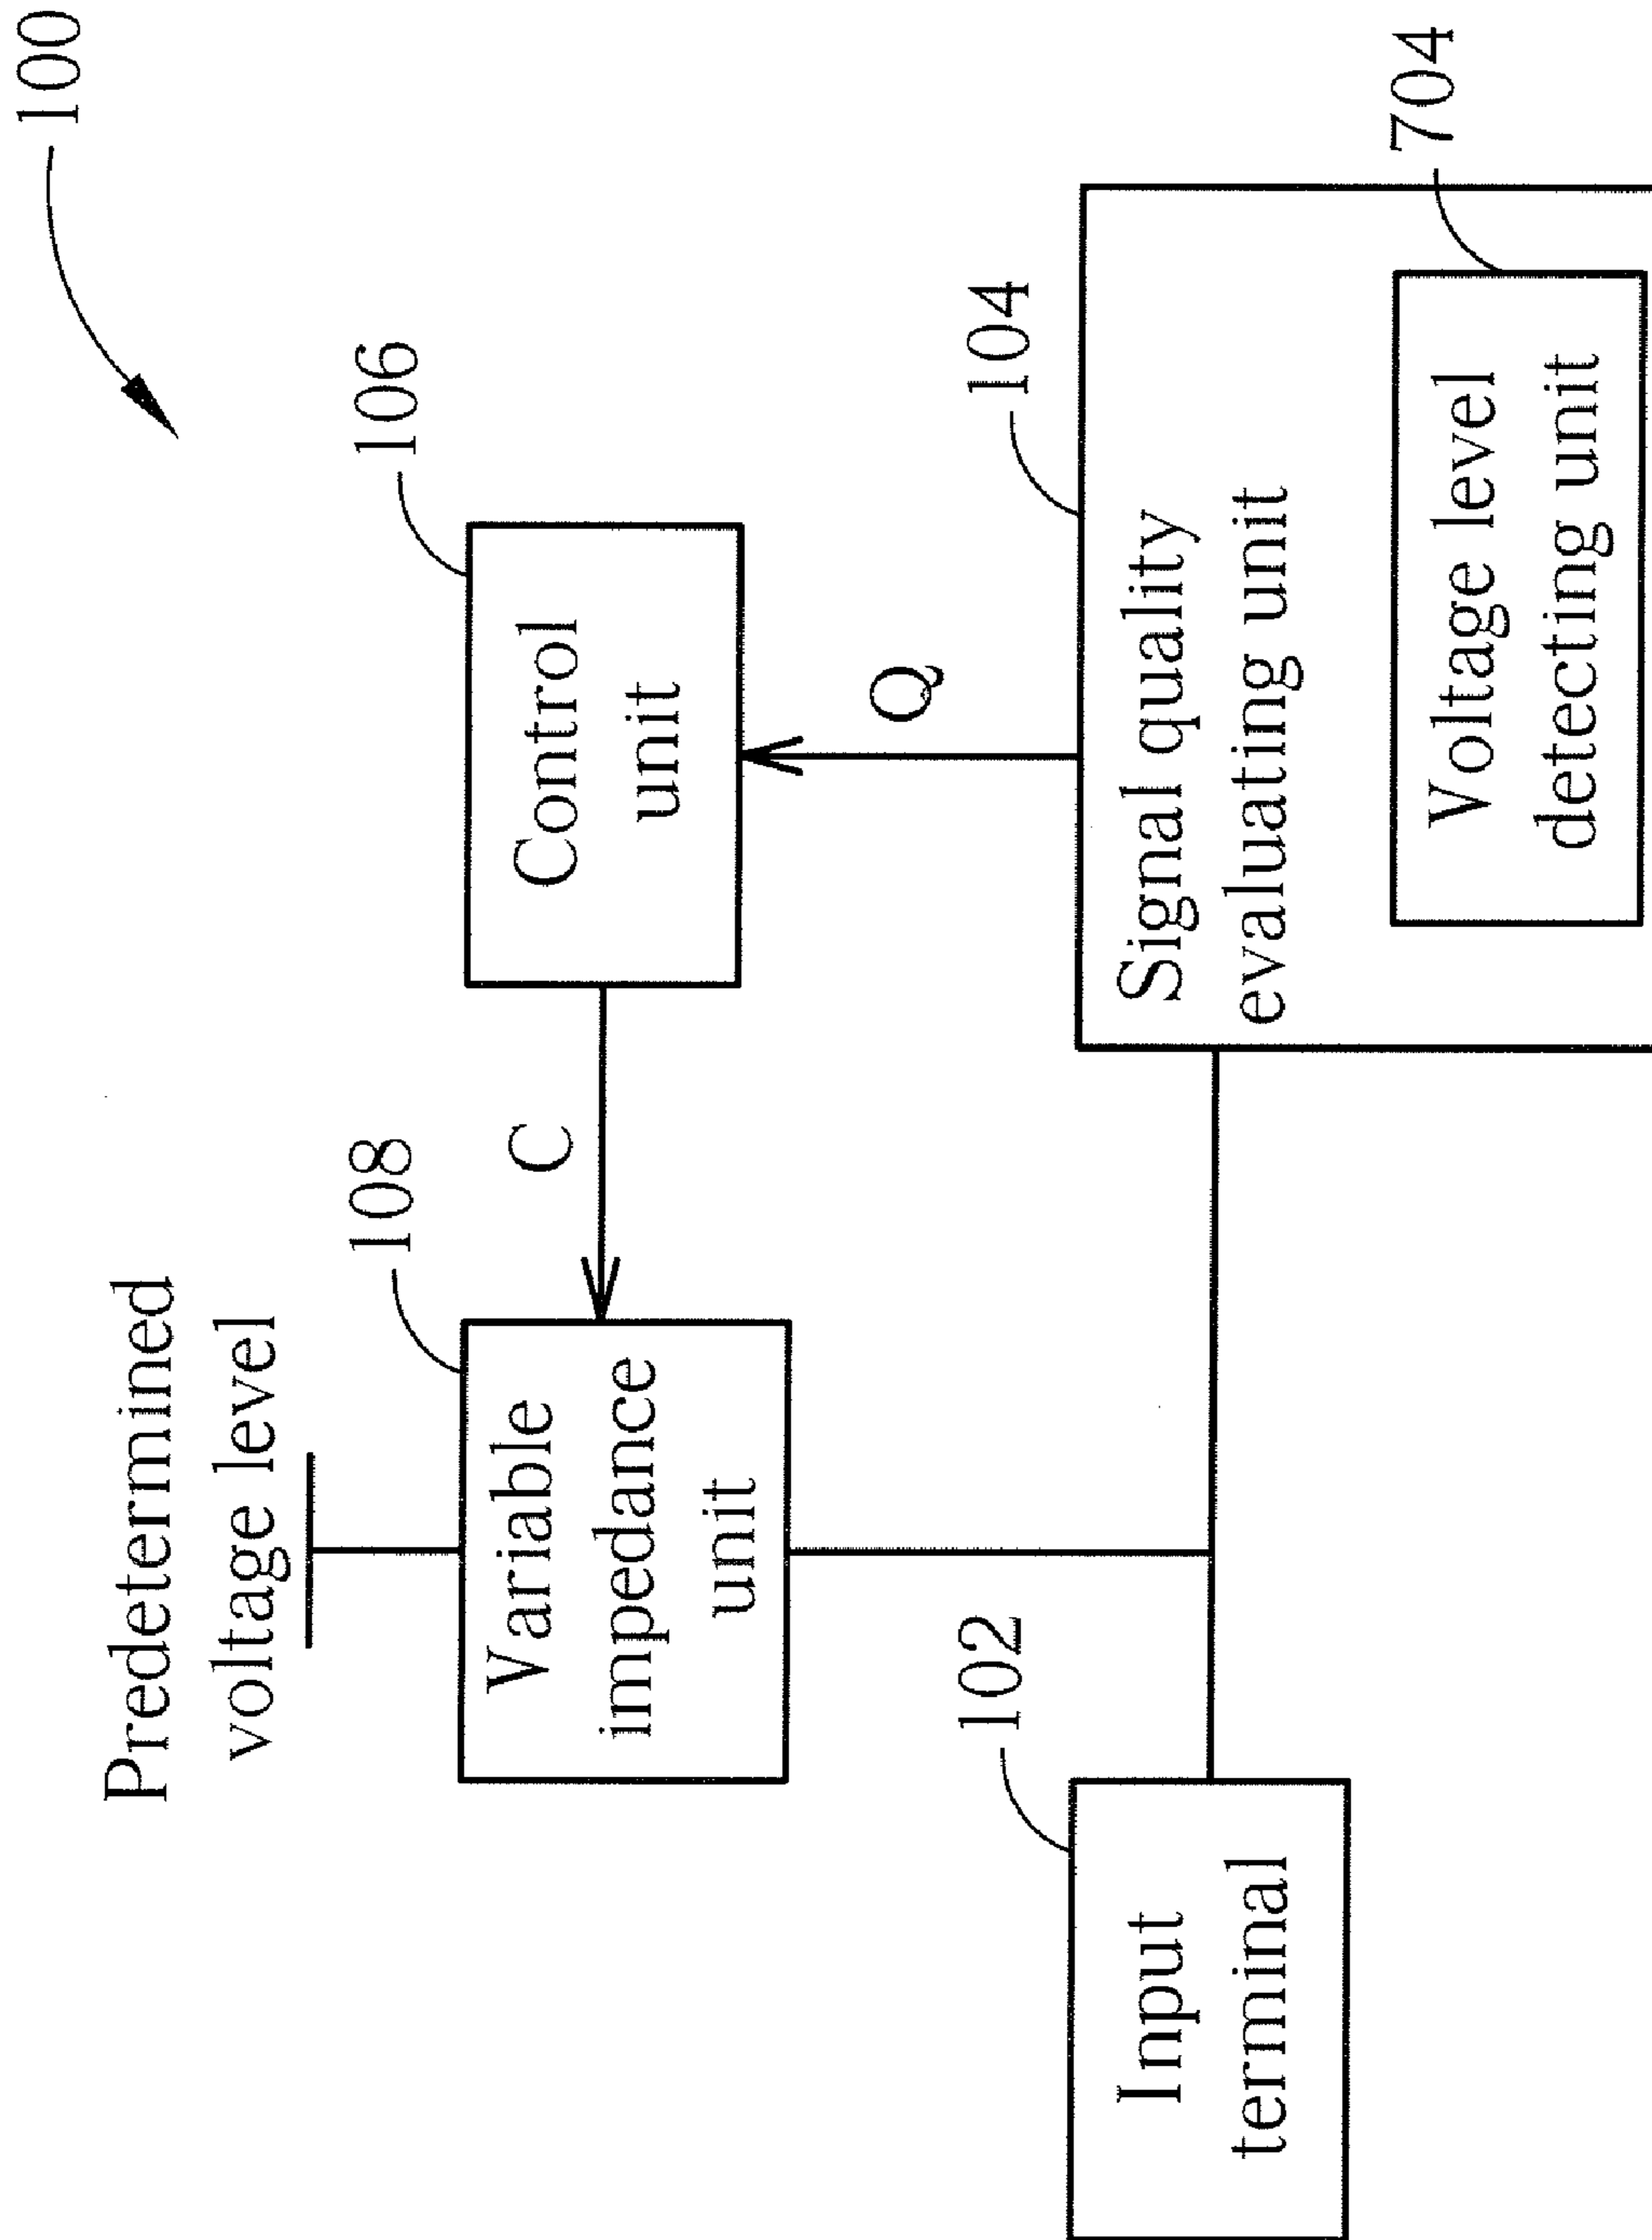 100
Predetermined
voltage level
108
Variable
impedance
unit
C
106
Control
unit
Q
102
Input
terminal
104
Signal quality
evaluating unit
704
Voltage level
detecting unit